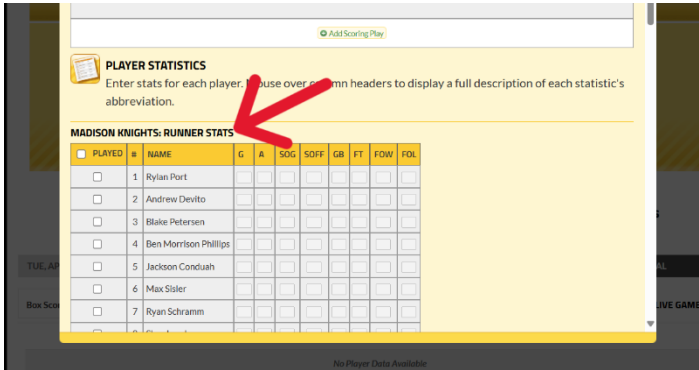 Add Scoring Play
PLAYER STATISTICS
Enter stats for each player. Mouse over column headers to display a full description of each statistic's
abbreviation.
MADISON KNIGHTS: RUNNER STATS
PLAYED # NAME G A SOG SOFF GB FT FOW FOL
1 Rylan Port
2 Andrew Devito
3 Blake Petersen
4 Ben Morrison Phillips
5 Jackson Conduah
6 Max Sisler
7 Ryan Schramm
TUE, AP
AL
Box Sco
LIVE GAME
No Player Data Available